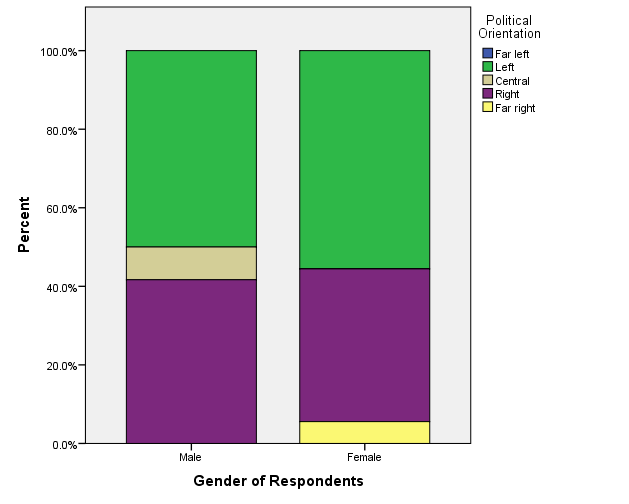 Political
Orientation
Far left
Left
Central
Right
Far right
100.0%
80.0%
60.0%
40.0%
20.0%
0.0%
Percent
Male Female
Gender of Respondents